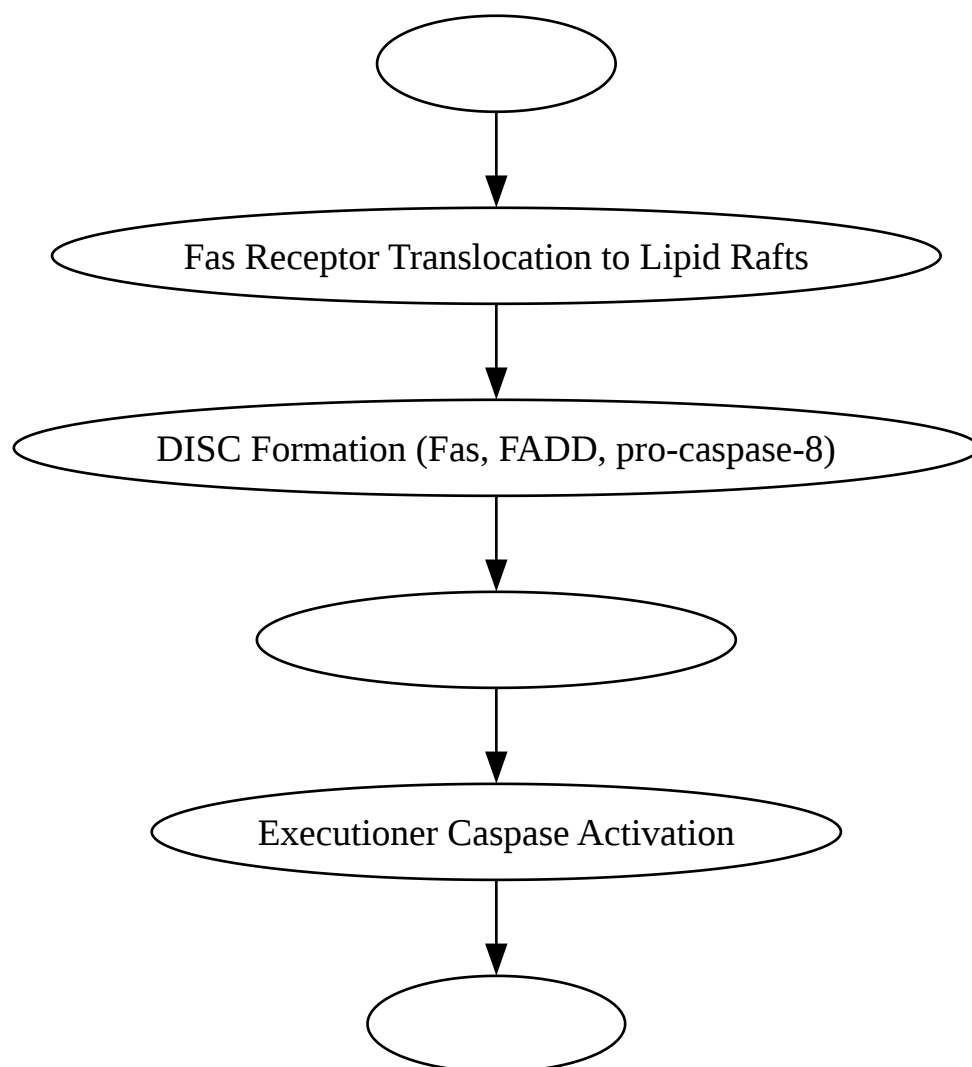 Fas Receptor Translocation to Lipid Rafts
DISC Formation (Fas, FADD, pro-caspase-8)
Executioner Caspase Activation